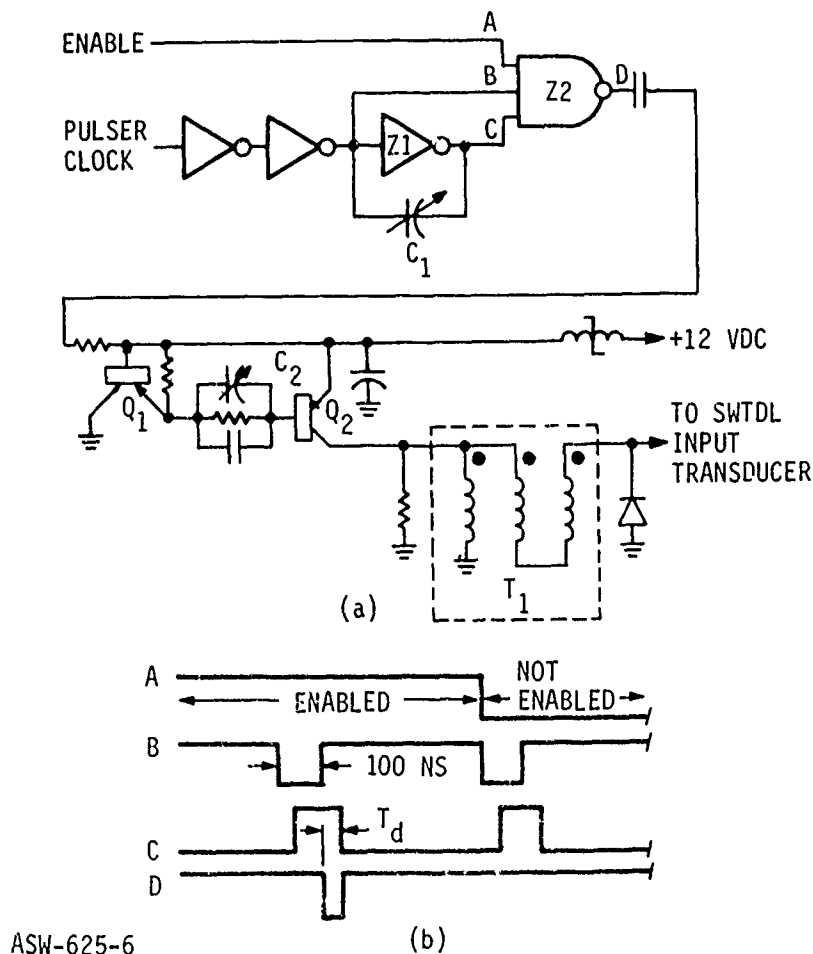 A
ENABLE
B
D
Z2
PULSER
CLOCK
Z1
C
C1
+12 VDC
C2
Q1
Q2
TO SWTDL
INPUT
TRANSDUCER
T1
(a)
A
ENABLED
NOT
ENABLED
B
100 NS
Td
C
D
ASW-625-6
(b)